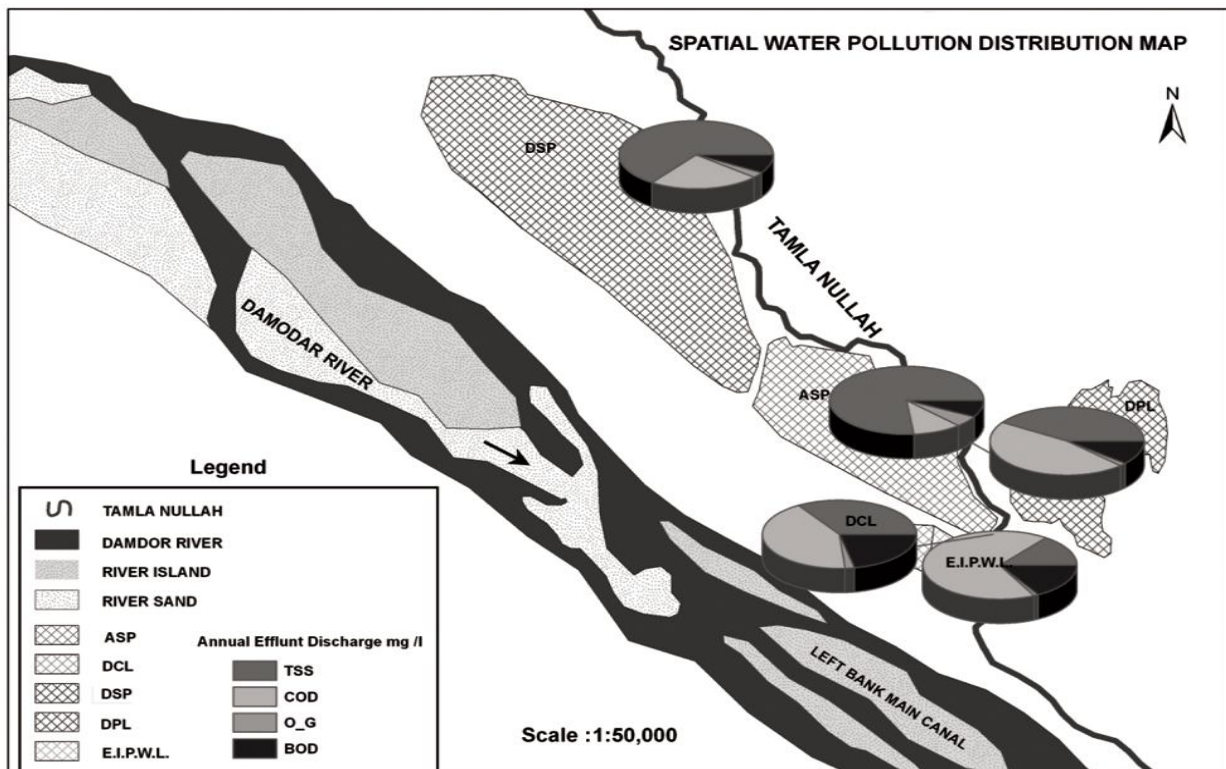 SPATIAL WATER POLLUTION DISTRIBUTION MAP
N
DSP
TAMLA NULLAH
DAMODAR RIVER
ASP
DPL
DCL
E.I.P.W.L.
LEFT BANK MAIN CANAL
Scale :1:50,000
Legend
TAMLA NULLAH
DAMDOR RIVER
RIVER ISLAND
RIVER SAND
ASP
DCL
DSP
DPL
E.I.P.W.L.
Annual Efflunt Discharge mg /l
TSS
COD
O_G
BOD